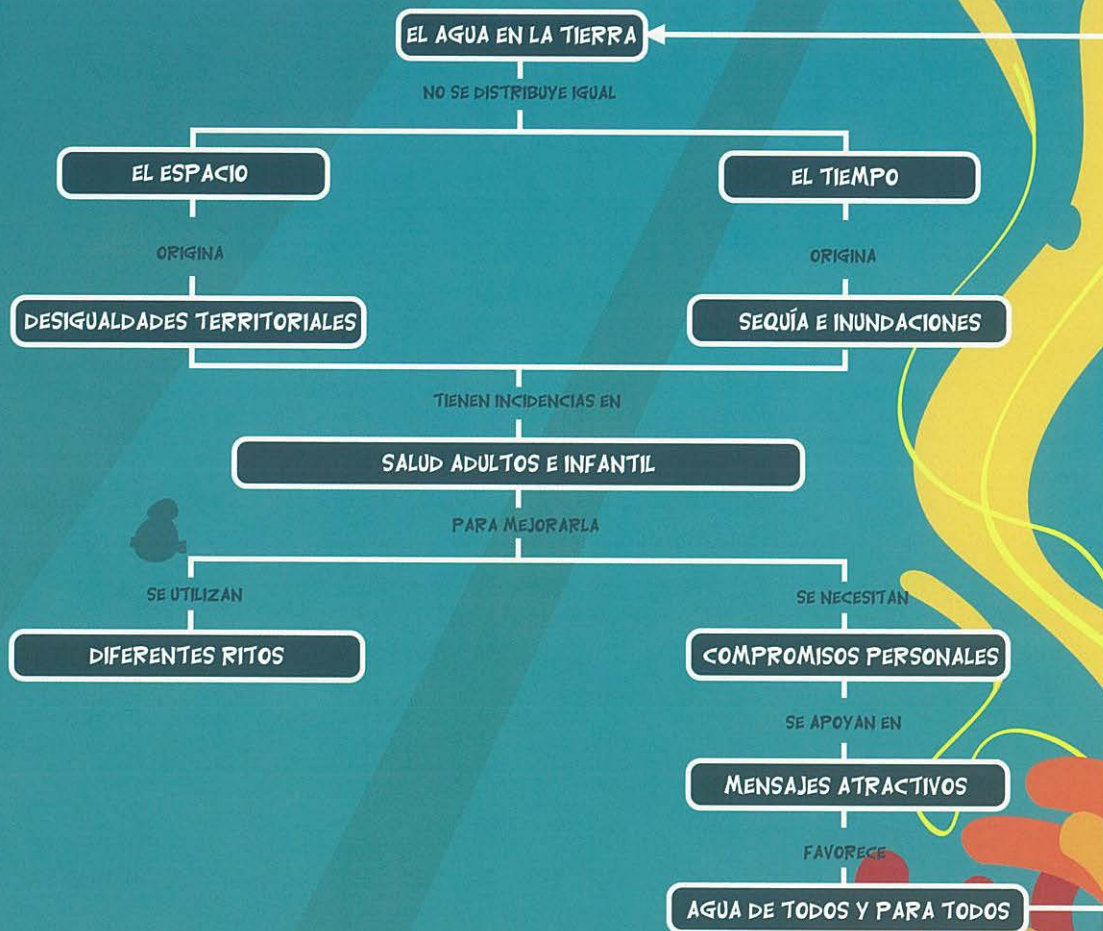 EL AGUA EN LA TIERRA
NO SE DISTRIBUYE IGUAL
EL ESPACIO
EL TIEMPO
ORIGINA
ORIGINA
DESIGUALDADES TERRITORIALES
SEQUÍA E INUNDACIONES
TIENEN INCIDENCIAS EN
SALUD ADULTOS E INFANTIL
PARA MEJORARLA
SE UTILIZAN
SE NECESITAN
DIFERENTES RITOS
COMPROMISOS PERSONALES
SE APOYAN EN
MENSAJES ATRACTIVOS
FAVORECE
AGUA DE TODOS Y PARA TODOS